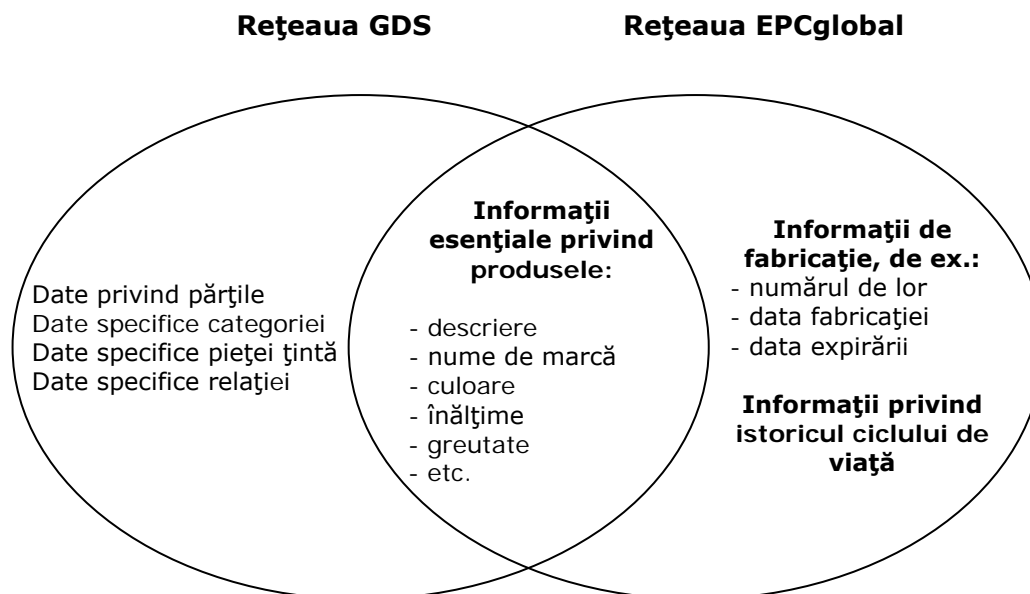 Reţeaua GDS
Reţeaua EPCglobal
Date privind părţile
Date specifice categoriei
Date specifice pieţei ţintă
Date specifice relaţiei
Informaţii
esenţiale privind
produsele:
- descriere
- nume de marcă
- culoare
- înălţime
- greutate
- etc.
Informaţii de
fabricaţie, de ex.:
- numărul de lor
- data fabricaţiei
- data expirării
Informaţii privind
istoricul ciclului de
viaţă